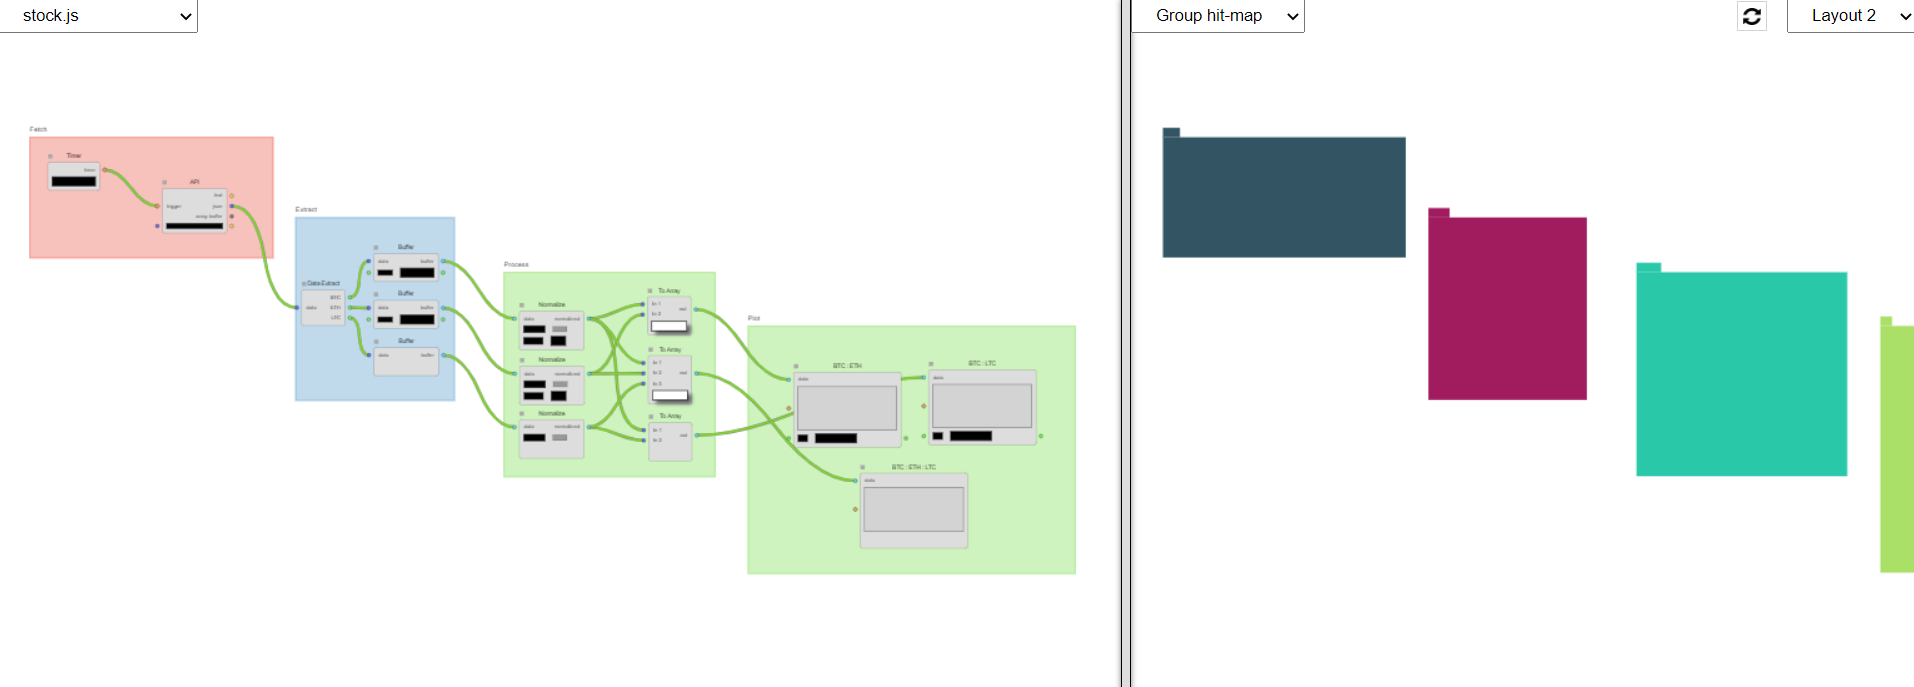 stock.js
Group hit-map
Layout 2
Fetch
Timer
timer
API
text
trigger
json
array buffer
Extract
Data Extract
data
BTC
ETH
LTC
Buffer
data
buffer
Buffer
data
buffer
Buffer
data
buffer
Process
Normalize
data
normalized
Normalize
data
normalized
Normalize
data
normalized
To Array
In 1
In 2
out
To Array
In 1
In 2
In 3
out
To Array
In 1
In 2
out
Plot
BTC : ETH
data
BTC : LTC
data
BTC : ETH : LTC
data